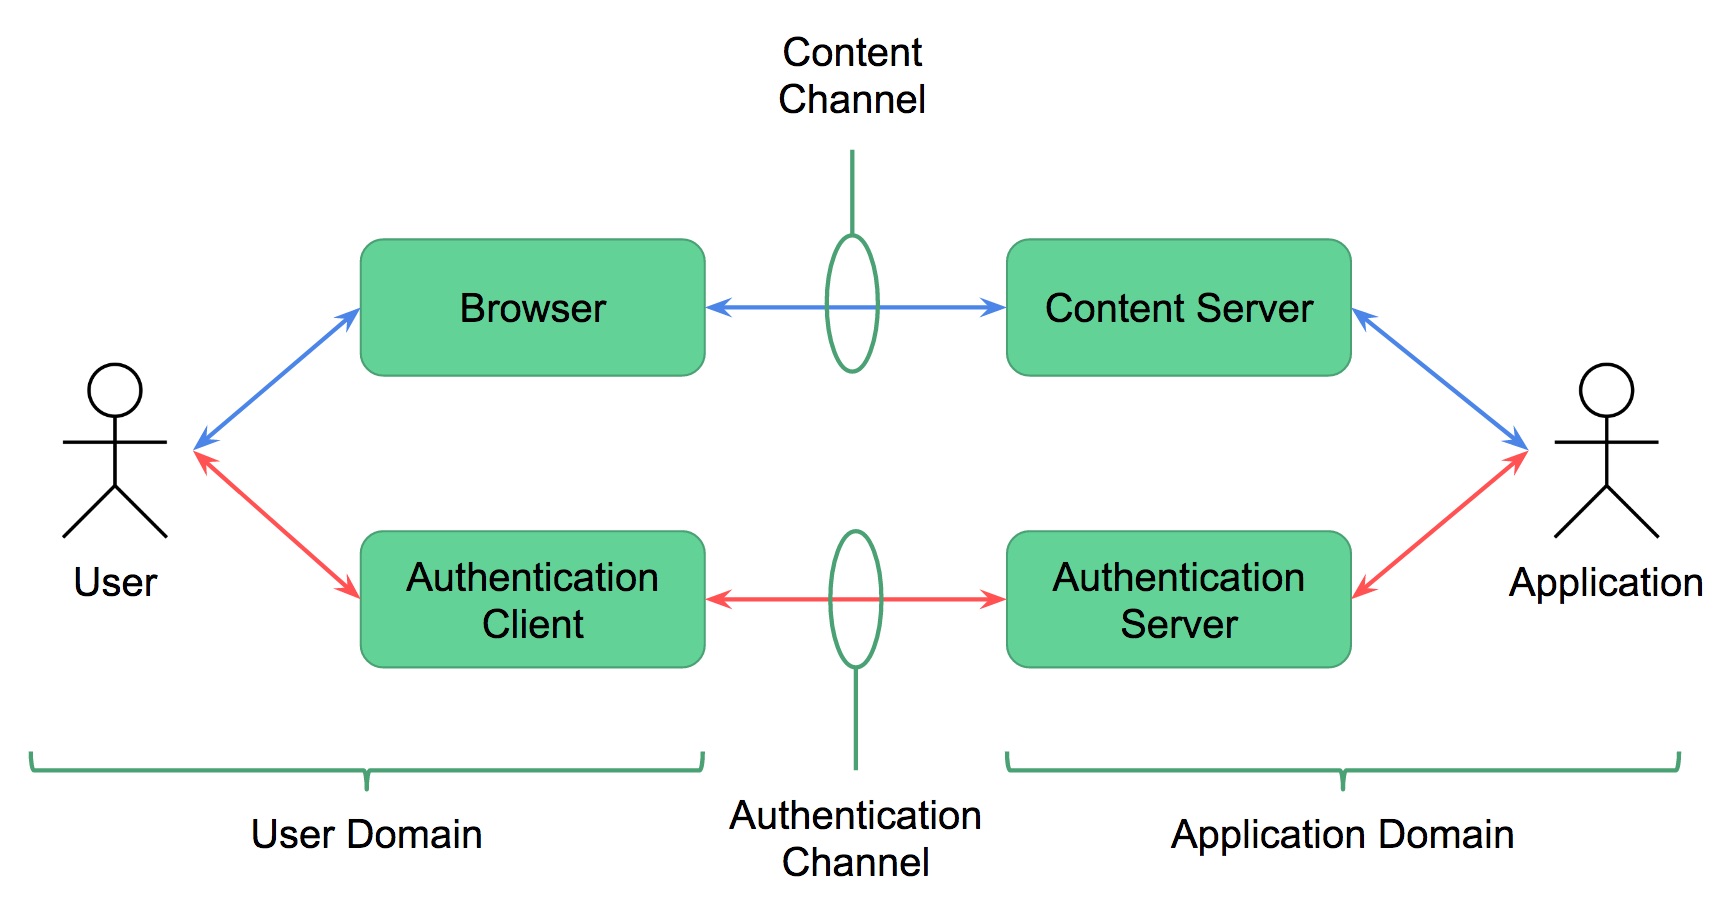 Content
Channel
Browser
Content Server
User
Authentication
Client
Authentication
Server
Application
User Domain
Authentication
Channel
Application Domain